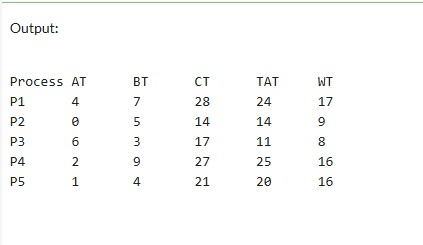 Output:
Process AT BT CT TAT WT
P1 4 7 28 24 17
P2 0 5 14 14 9
P3 6 3 17 11 8
P4 2 9 27 25 16
P5 1 4 21 20 16